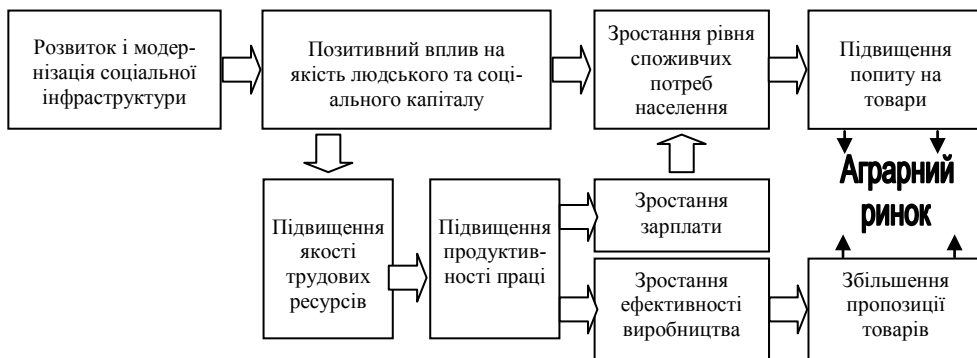 Розвиток і модер-
нізація соціальної
інфраструктури
Позитивний вплив на
якість людського та соці-
ального капіталу
Зростання рівня
споживчих
потреб
населення
Підвищення
попиту на
товари
Аграрний
ринок
Підвищення
якості
трудових
ресурсів
Підвищення
продуктив-
ності праці
Зростання
зарплати
Зростання
ефективності
виробництва
Збільшення
пропозиції
товарів